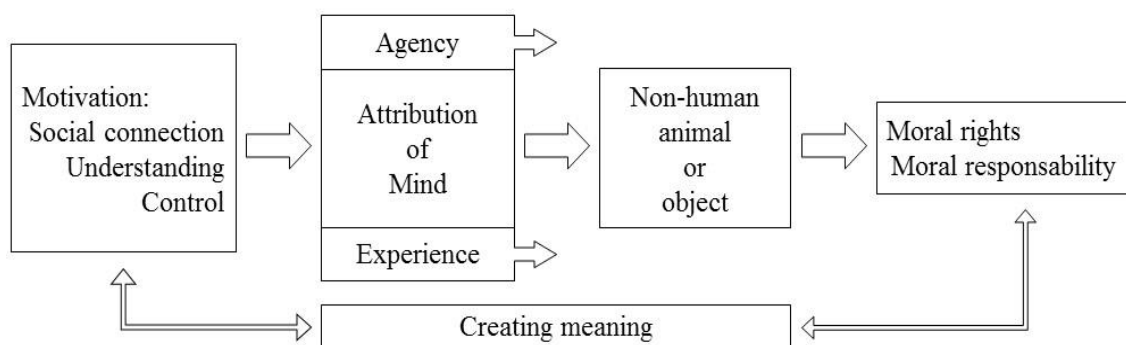 Motivation:
Social connection
Understanding
Control
Agency
Attribution
of
Mind
Experience
Non-human
animal
or
object
Moral rights
Moral responsability
Creating meaning